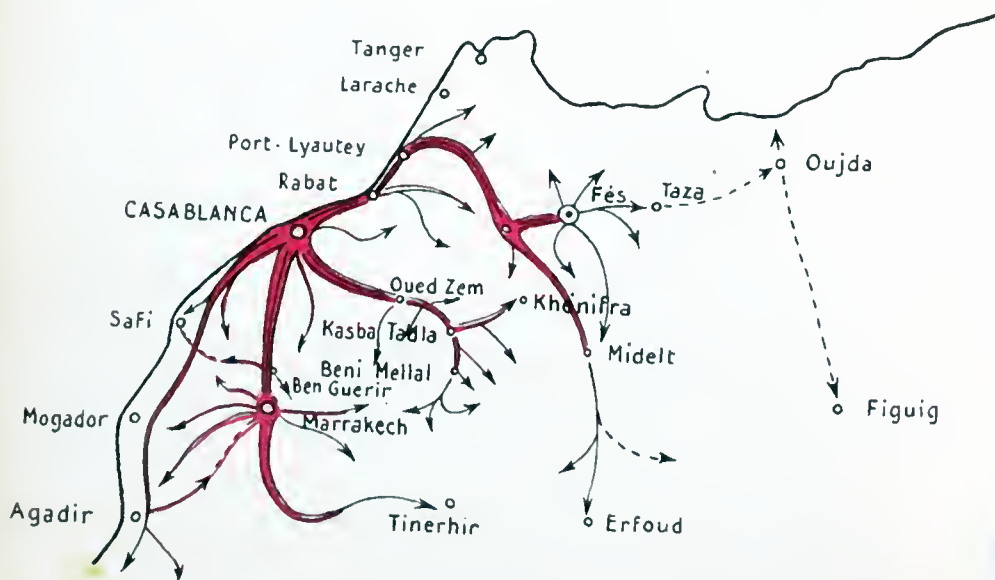 Tanger
Larache
Port-Lyautey
Rabat
CASABLANCA
Fés
Taza
Oujda
Oued Zem
Khénifra
Safi
Kasba Tadla
Midelt
Beni Mellal
Ben Guerir
Mogador
Marrakech
Figuig
Agadir
Tinerhir
Erfoud